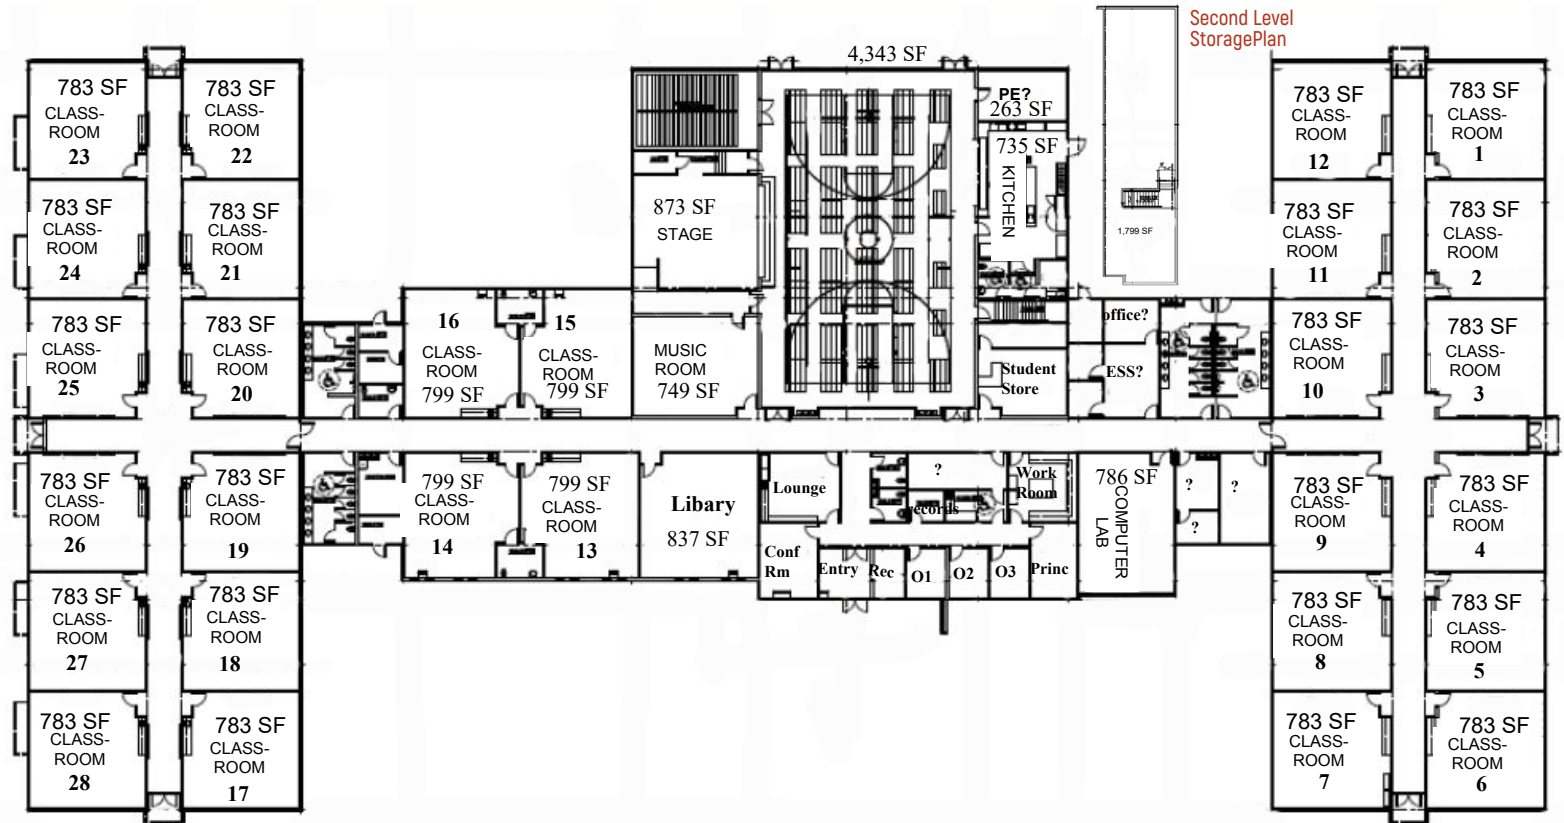 Second Level
StoragePlan
4,343 SF
783 SF
CLASS-
ROOM
23
783 SF
CLASS-
ROOM
22
PE?
263 SF
735 SF
KITCHEN
1,799 SF
783 SF
CLASS-
ROOM
12
783 SF
CLASS-
ROOM
1
783 SF
CLASS-
ROOM
24
783 SF
CLASS-
ROOM
21
873 SF
STAGE
783 SF
CLASS-
ROOM
11
783 SF
CLASS-
ROOM
2
783 SF
CLASS-
ROOM
25
783 SF
CLASS-
ROOM
20
16
CLASS-
ROOM
799 SF
15
CLASS-
ROOM
799 SF
MUSIC
ROOM
749 SF
Student
Store
office?
ESS?
783 SF
CLASS-
ROOM
10
783 SF
CLASS-
ROOM
3
783 SF
CLASS-
ROOM
26
783 SF
CLASS-
ROOM
19
799 SF
CLASS-
ROOM
14
799 SF
CLASS-
ROOM
13
Libary
837 SF
Lounge
?
records
Work
Room
786 SF
COMPUTER
LAB
?
?
?
783 SF
CLASS-
ROOM
9
783 SF
CLASS-
ROOM
4
Conf
Rm
Entry
Rec
O1
O2
O3
Princ
783 SF
CLASS-
ROOM
27
783 SF
CLASS-
ROOM
18
783 SF
CLASS-
ROOM
8
783 SF
CLASS-
ROOM
5
783 SF
CLASS-
ROOM
28
783 SF
CLASS-
ROOM
17
783 SF
CLASS-
ROOM
7
783 SF
CLASS-
ROOM
6